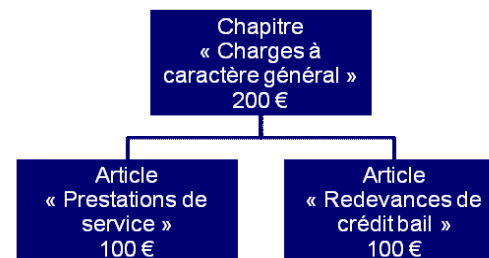 Chapitre
« Charges à
caractère général »
200 €
Article
« Prestations de
service »
100 €
Article
« Redevances de
crédit bail »
100 €